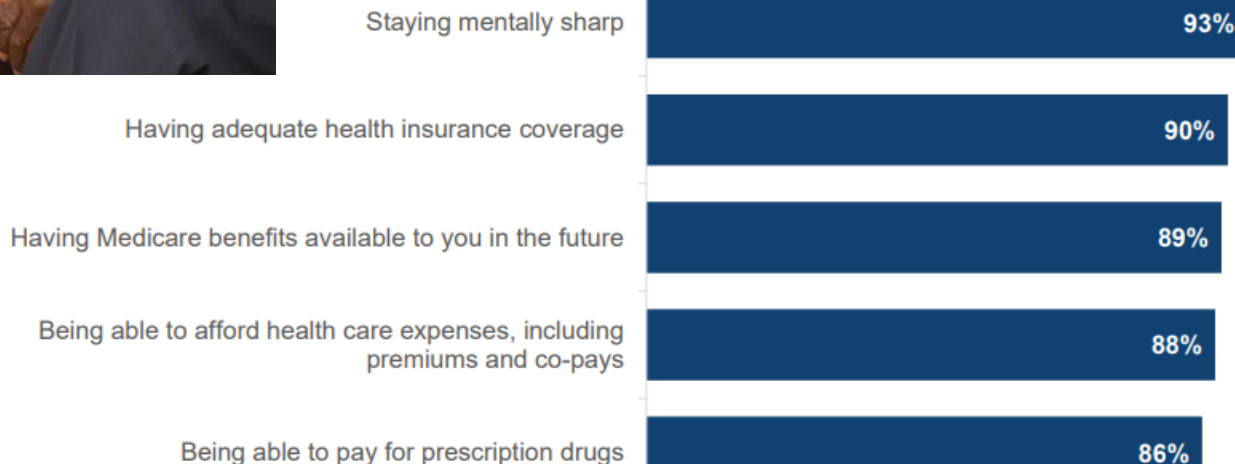 Staying mentally sharp 93%
Having adequate health insurance coverage 90%
Having Medicare benefits available to you in the future 89%
Being able to afford health care expenses, including
premiums and co-pays 88%
Being able to pay for prescription drugs 86%